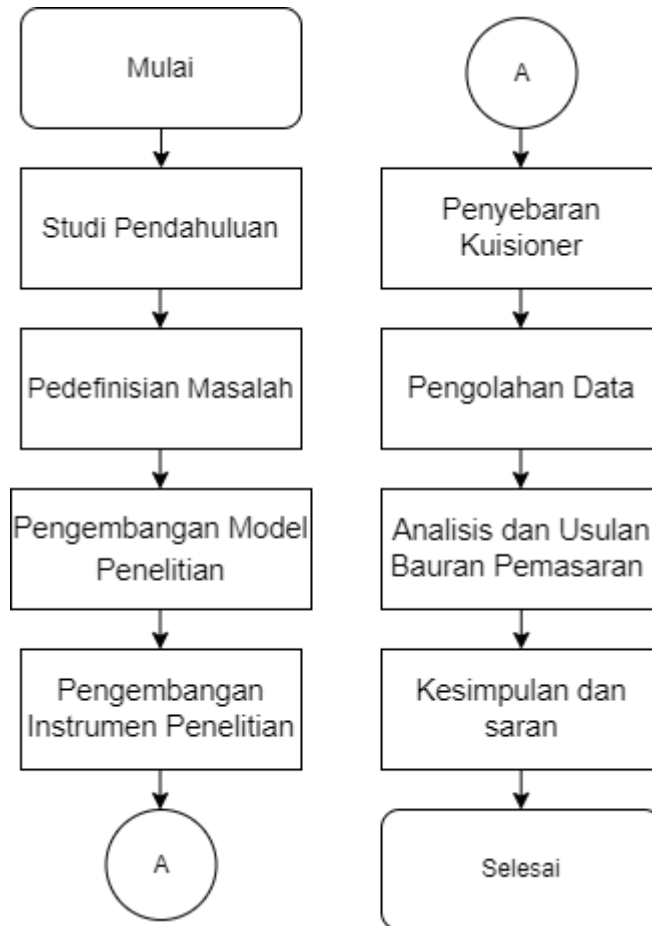 Mulai
Studi Pendahuluan
Pedefinisian Masalah
Pengembangan Model
Penelitian
Pengembangan
Instrumen Penelitian
A
A
Penyebaran
Kuisioner
Pengolahan Data
Analisis dan Usulan
Bauran Pemasaran
Kesimpulan dan
saran
Selesai